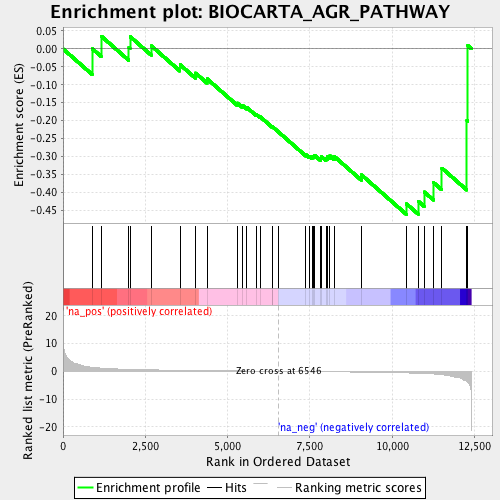 Enrichment plot: BIOCARTA_AGR_PATHWAY
Enrichment score (ES)
0.05
0.00
-0.05
-0.10
-0.15
-0.20
-0.25
-0.30
-0.35
-0.40
-0.45
'na_pos' (positively correlated)
Ranked list metric (PreRanked)
20
10
0
-10
-20
Zero cross at 6546
'na_neg' (negatively correlated)
0
2,500
5,000
7,500
10,000
12,500
Rank in Ordered Dataset
Enrichment profile
Hits
Ranking metric scores